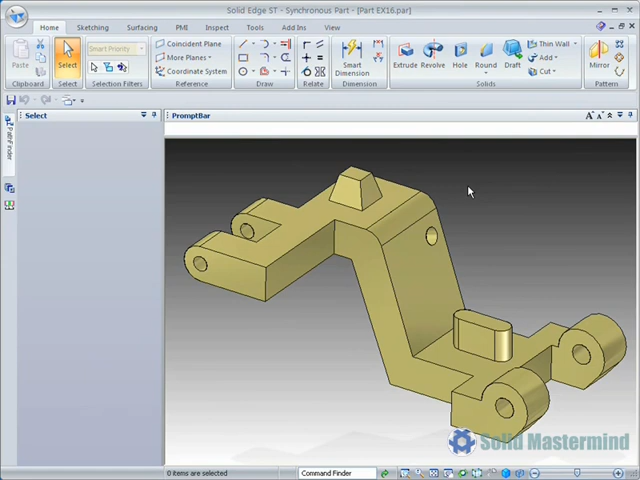 Solid Edge ST - Synchronous Part - [Part EX16.par]
Home Sketching Surfacing PMI Inspect Tools View Add Ins
Paste
Select
Smart Priority
Coincident Plane
More Planes
Coordinate System
Smart Dimension
Extrude Revolve Hole Round Draft
Thin Wall
Add
Cut
Mirror
Clipboard Select Selection Filters Reference Draw Dimension Solids Pattern
Select
PromptBar
PathFinder
Solid Mastermind
0 items are selected
Command Finder